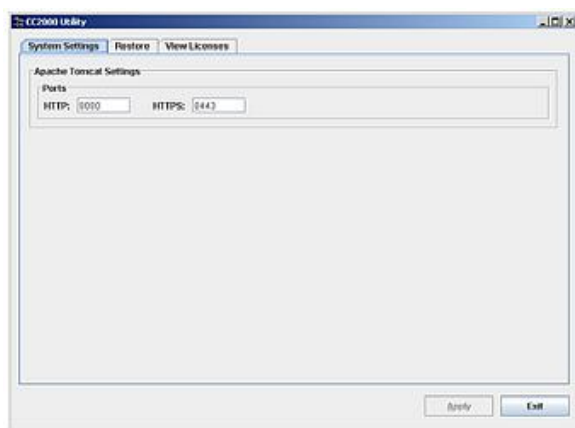 CC2000 Utility
System Settings Restore View Licenses
Apache Tomcat Settings
Ports
HTTP: 8080 HTTPS: 8443
Apply Exit